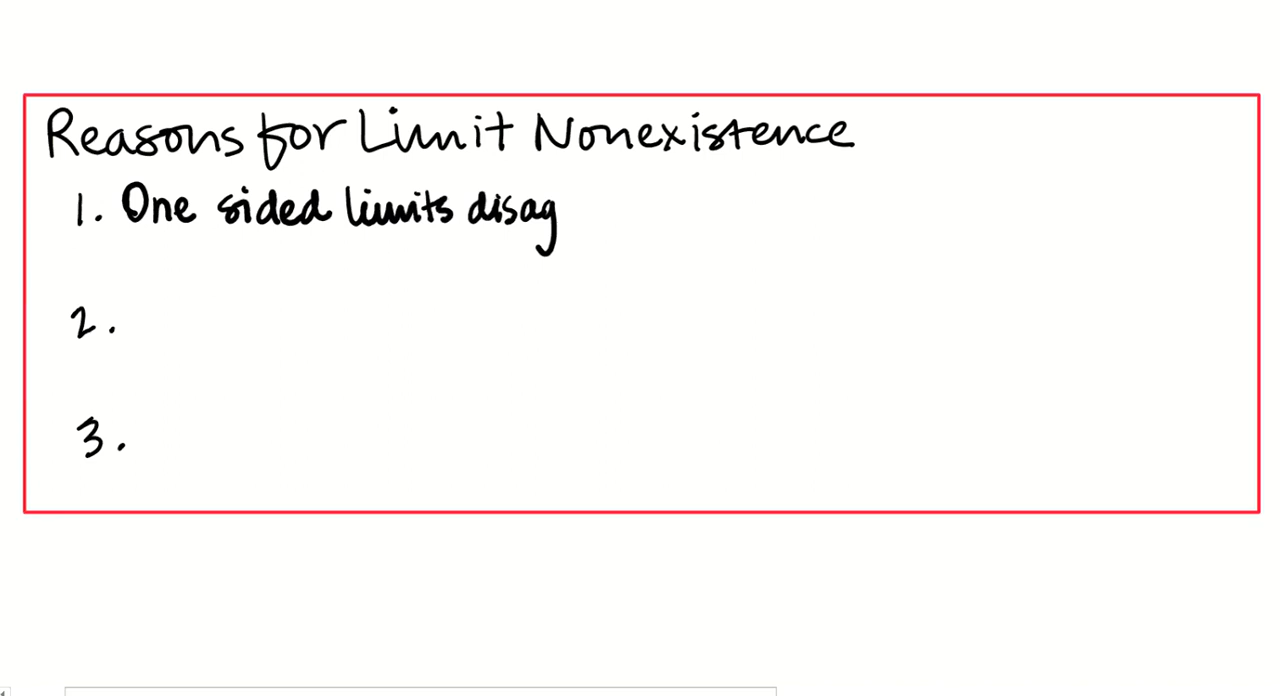 Reasons for Limit Nonexistence
1. One sided limits disag
2.
3.